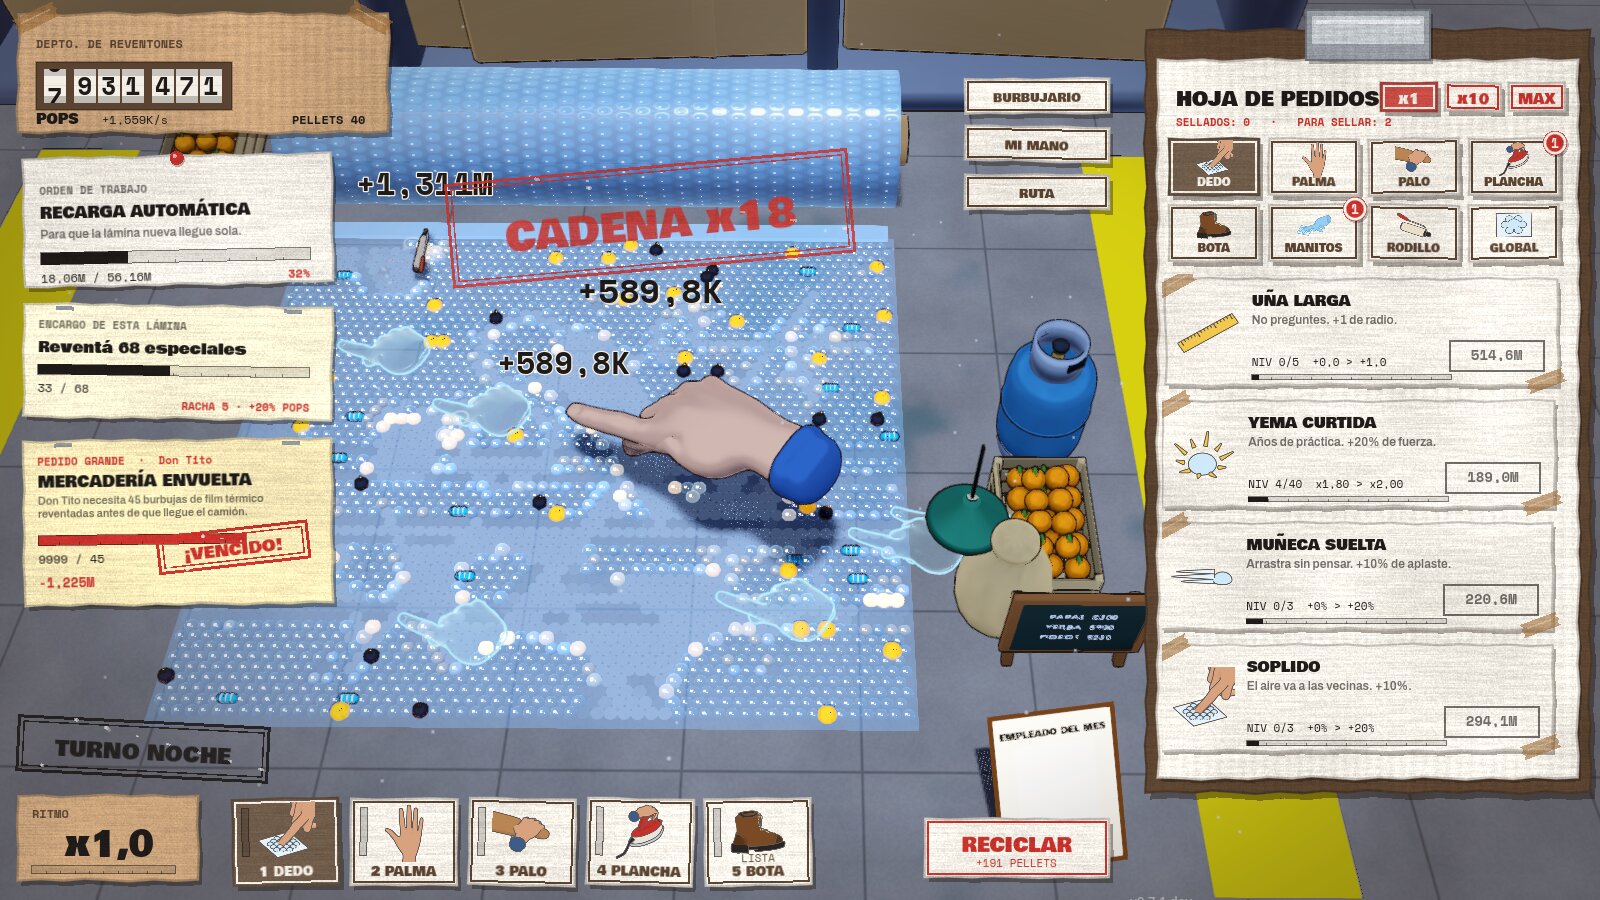 DEPTO. DE REVENTONES
7 931 471
POPS +1,559K/s PELLETS 40
ORDEN DE TRABAJO
RECARGA AUTOMÁTICA
Para que la lámina nueva llegue sola.
18,06M / 56,16M 32%
ENCARGO DE ESTA LÁMINA
Reventá 68 especiales
33 / 68
RACHA 5 · +20% POPS
PEDIDO GRANDE · Don Tito
MERCADERÍA ENVUELTA
Don Tito necesita 45 burbujas de film térmico
reventadas antes de que llegue el camión.
¡VENCIDO!
9999 / 45
-1,225M
TURNO NOCHE
RITMO
x1,0
+1,311M
CADENA x18
+589,8K
+589,8K
1 DEDO
2 PALMA
3 PALO
4 PLANCHA
LISTA
5 BOTA
BURBUJARIO
MI MANO
RUTA
EMPLEADO DEL MES
RECICLAR
+191 PELLETS
HOJA DE PEDIDOS x1 x10 MAX
SELLADOS: 0 · PARA SELLAR: 2
DEDO PALMA PALO PLANCHA 1
BOTA MANITOS 1 RODILLO GLOBAL
UÑA LARGA
No preguntes. +1 de radio.
NIV 0/5 +0,0 > +1,0 514,6M
YEMA CURTIDA
Años de práctica. +20% de fuerza.
NIV 4/40 x1,80 > x2,00 189,0M
MUÑECA SUELTA
Arrastra sin pensar. +10% de aplaste.
NIV 0/3 +0% > +20% 220,6M
SOPLIDO
El aire va a las vecinas. +10%.
NIV 0/3 +0% > +20% 294,1M